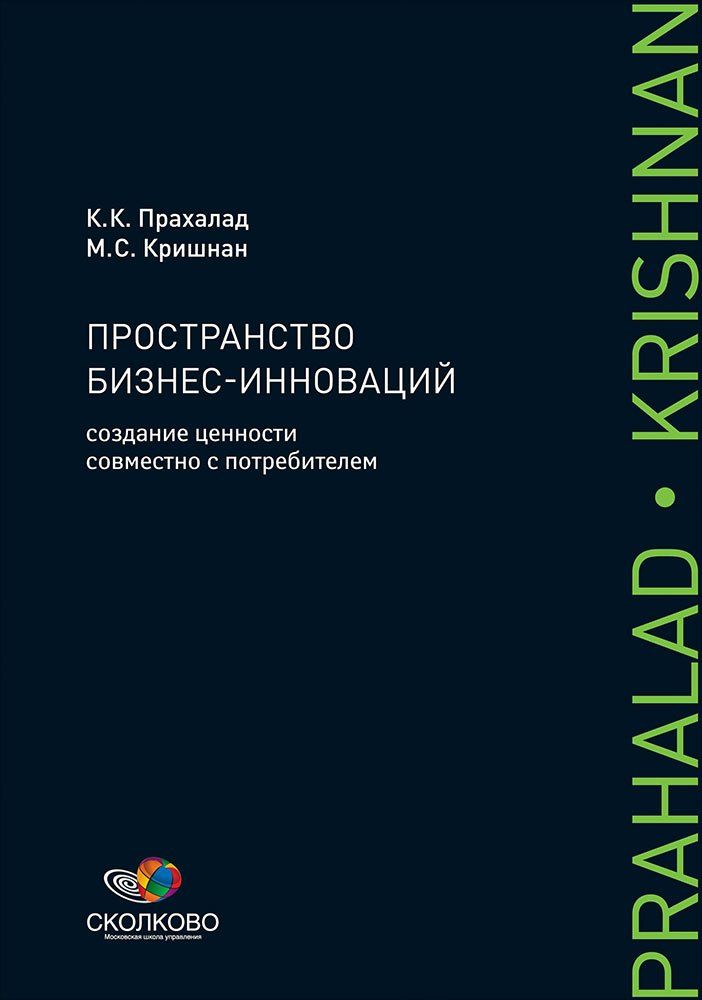 К.К. Прахалад
М.С. Кришнан
ПРОСТРАНСТВО
БИЗНЕС-ИННОВАЦИЙ
создание ценности
совместно с потребителем
PRAHALAD • KRISHNAN
СКОЛКОВО
Московская школа управления